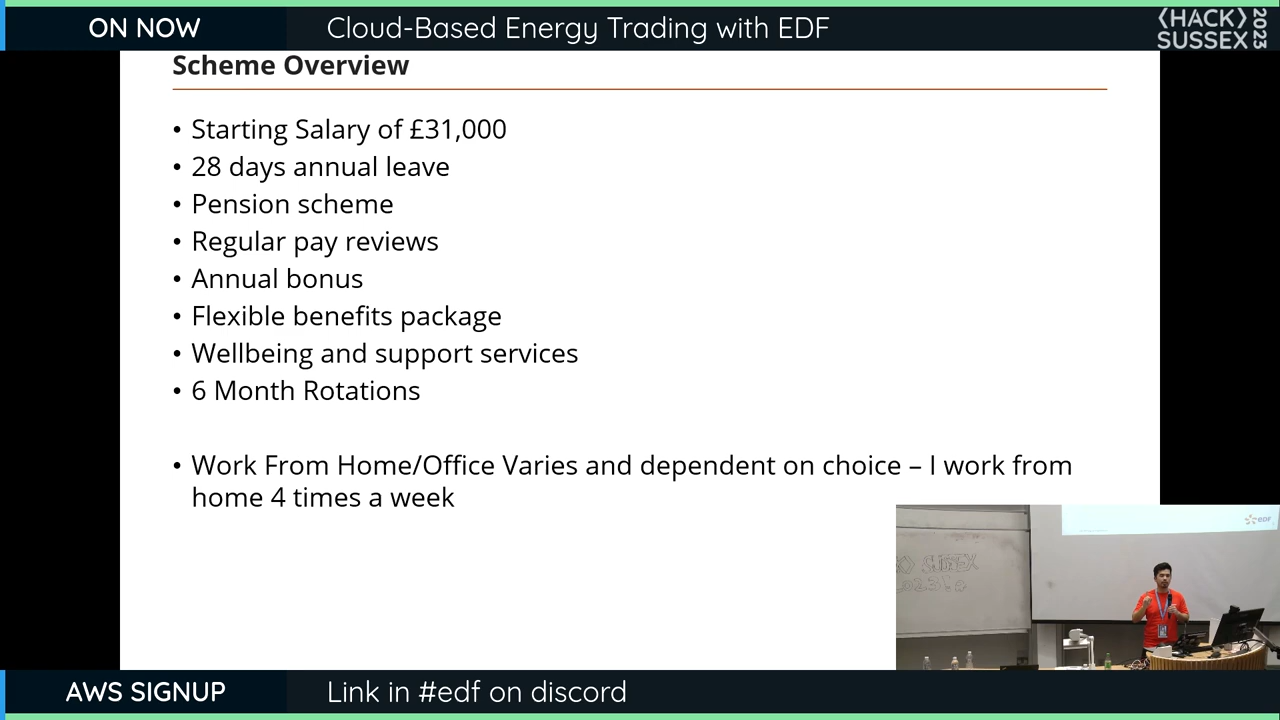 ON NOW
Cloud-Based Energy Trading with EDF
⟨HACK⟩
SUSSEX
2023
Scheme Overview
• Starting Salary of £31,000
• 28 days annual leave
• Pension scheme
• Regular pay reviews
• Annual bonus
• Flexible benefits package
• Wellbeing and support services
• 6 Month Rotations
• Work From Home/Office Varies and dependent on choice – I work from
home 4 times a week
edf
SUSSEX
AWS SIGNUP
Link in #edf on discord